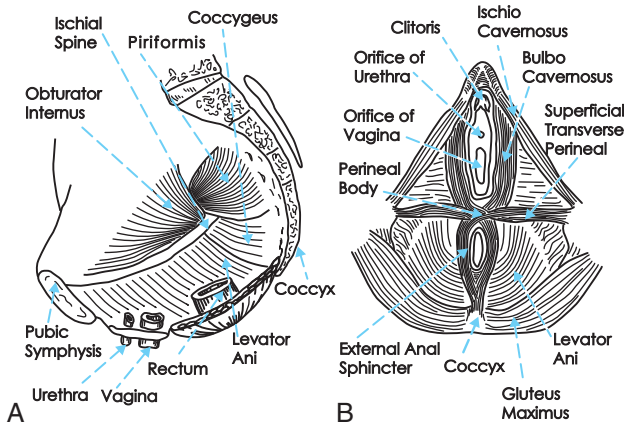 Ischial
Spine
Coccygeus
Piriformis
Obturator
Internus
Coccyx
Pubic
Symphysis
Levator
Ani
Rectum
Urethra
Vagina
A
Clitoris
Ischio
Cavernosus
Orifice of
Urethra
Bulbo
Cavernosus
Orifice of
Vagina
Superficial
Transverse
Perineal
Perineal
Body
External Anal
Sphincter
Coccyx
Levator
Ani
Gluteus
Maximus
B